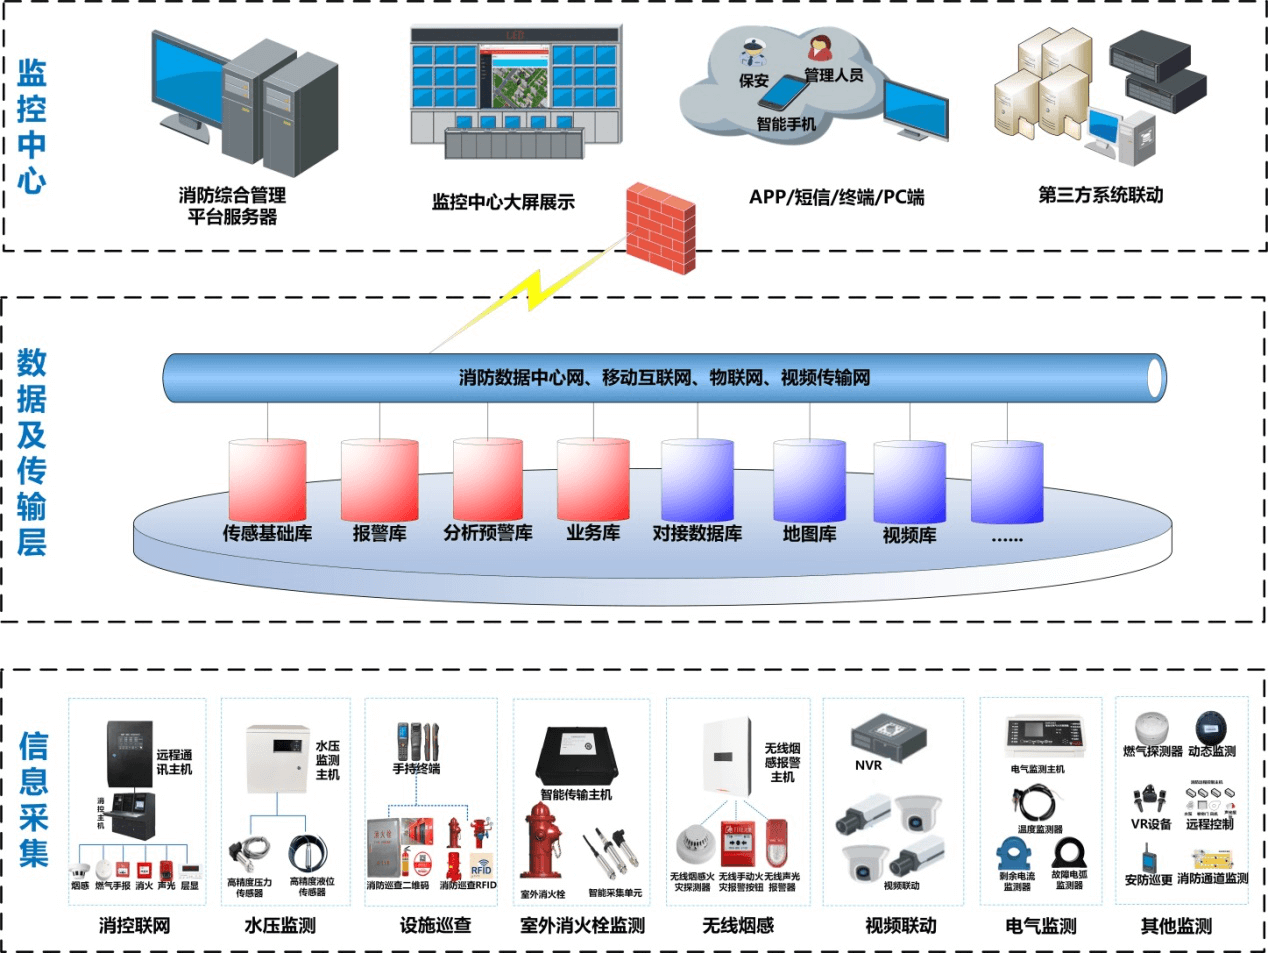 监控中心
LED
保安
管理人员
智能手机
消防综合管理
平台服务器
监控中心大屏展示
APP/短信/终端/PC端
第三方系统联动
数据及传输层
消防数据中心网、移动互联网、物联网、视频传输网
传感基础库
报警库
分析预警库
业务库
对接数据库
地图库
视频库
......
信息采集
远程通
讯主机
消控主机
烟感
燃气
手报
消火
声光
层显
消控联网
水压
监测
主机
高精度压力
传感器
高精度液位
传感器
水压监测
手持终端
消火栓
RFID
消防巡查二维码
消防巡查RFID
设施巡查
智能传输主机
室外消火栓
智能采集单元
室外消火栓监测
无线烟
感报警
主机
无线烟感火
灾探测器
无线手动火
灾报警按钮
无线声光
报警器
无线烟感
NVR
视频联动
视频联动
电气监测主机
温度监测器
剩余电流
监测器
故障电弧
监测器
电气监测
燃气探测器
动态监测
VR设备
远程控制
安防巡更
消防通道监测
其他监测